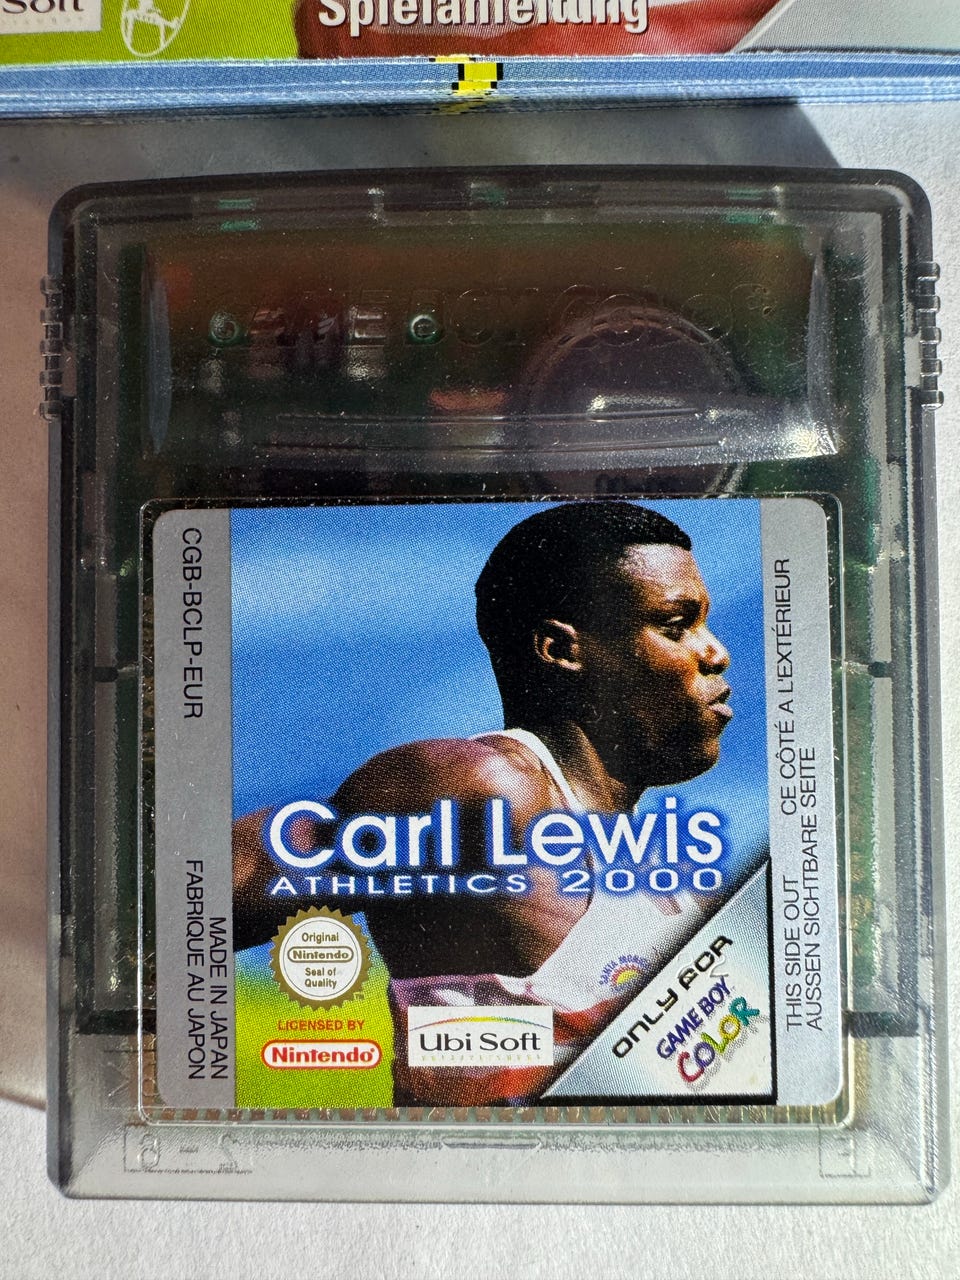 Soft
Spielanleitung
GAME BOY COLOR
CGB-BCLP-EUR
MADE IN JAPAN
FABRIQUE AU JAPON
Carl Lewis
ATHLETICS 2000
Original
Nintendo
Seal of
Quality
TM
LICENSED BY
Nintendo
Ubi Soft
ONLY FOR
GAME BOY
COLOR
THIS SIDE OUT
CE CÔTÉ A L'EXTÉRIEUR
AUSSEN SICHTBARE SEITE